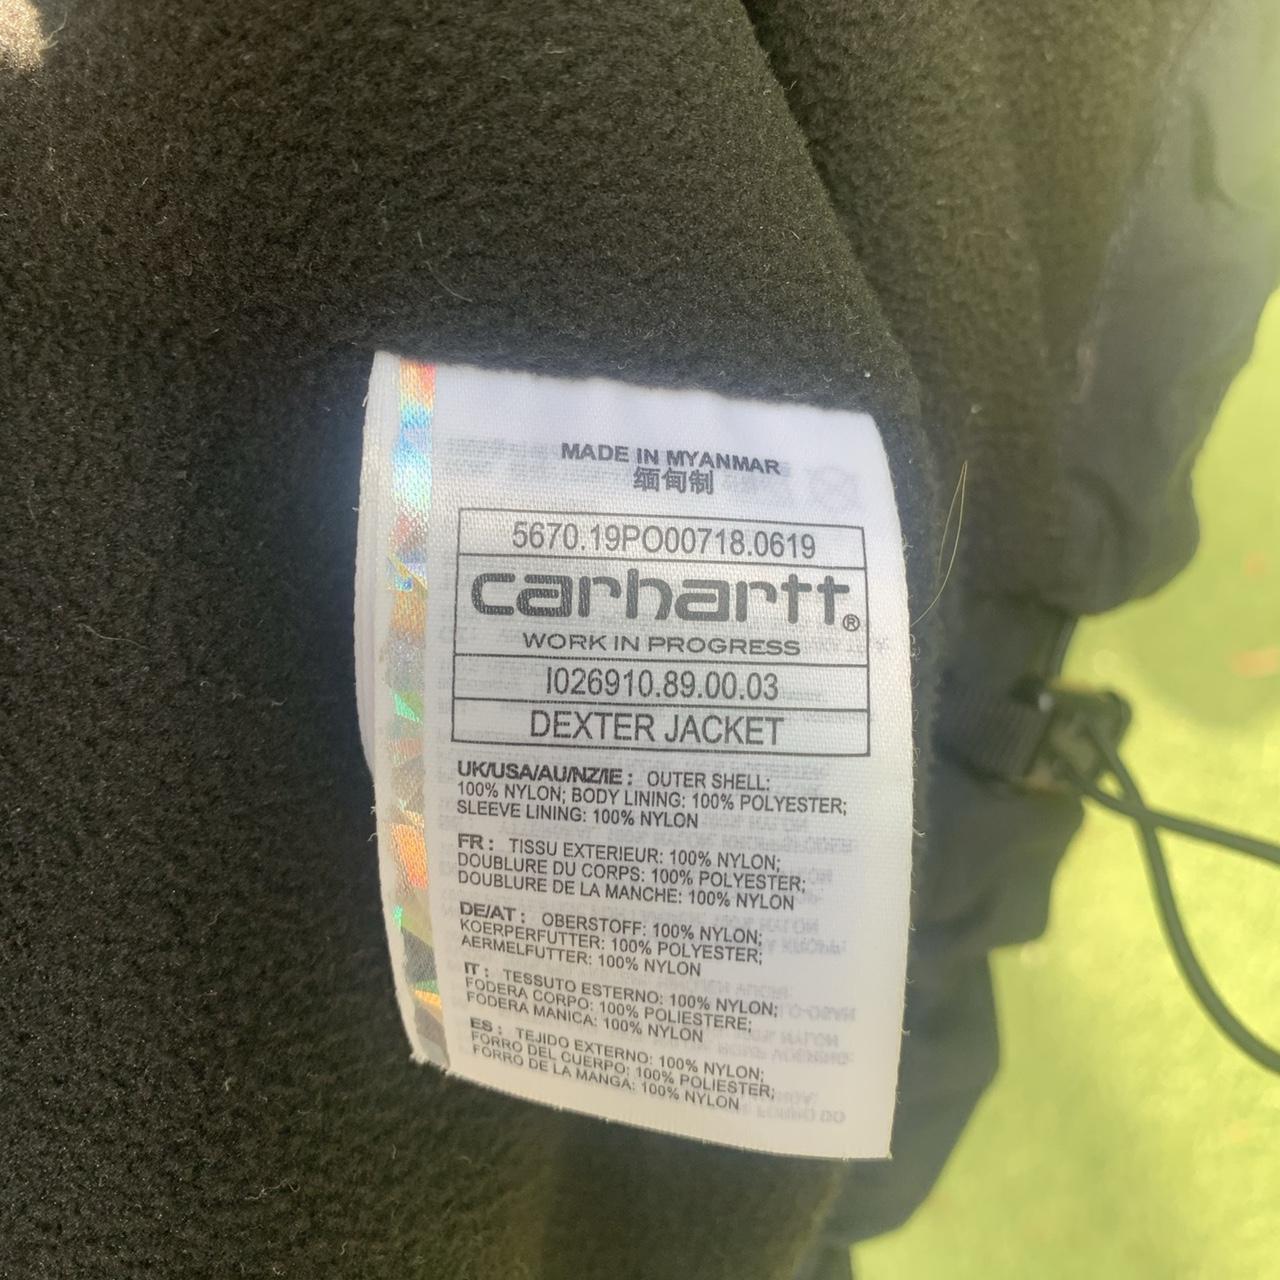 MADE IN MYANMAR
缅甸制
5670.19PO00718.0619
carhartt®
WORK IN PROGRESS
I026910.89.00.03
DEXTER JACKET
UK/USA/AU/NZ/IE : OUTER SHELL:
100% NYLON; BODY LINING: 100% POLYESTER;
SLEEVE LINING: 100% NYLON
FR : TISSU EXTERIEUR: 100% NYLON;
DOUBLURE DU CORPS: 100% POLYESTER;
DOUBLURE DE LA MANCHE: 100% NYLON
DE/AT : OBERSTOFF: 100% NYLON;
KOERPERFUTTER: 100% POLYESTER;
AERMELFUTTER: 100% NYLON
IT : TESSUTO ESTERNO: 100% NYLON;
FODERA CORPO: 100% POLIESTERE;
FODERA MANICA: 100% NYLON
ES : TEJIDO EXTERNO: 100% NYLON;
FORRO DEL CUERPO: 100% POLIESTER;
FORRO DE LA MANGA: 100% NYLON